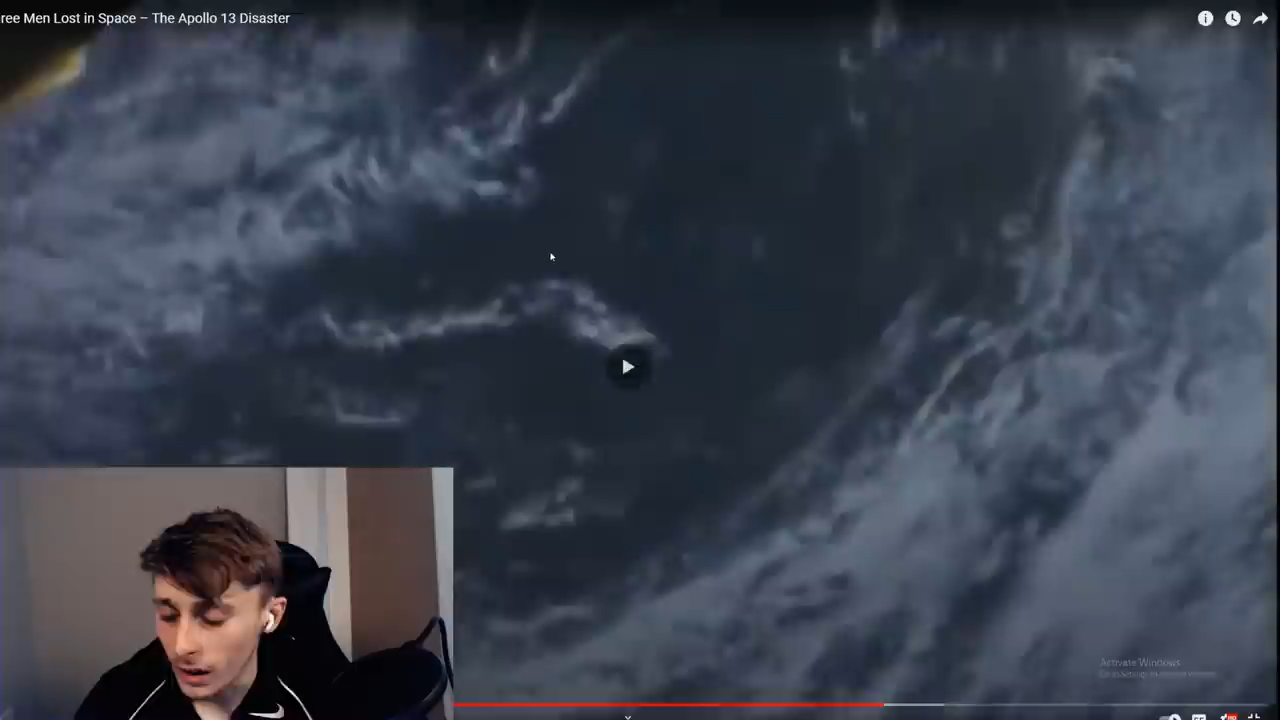 ree Men Lost in Space – The Apollo 13 Disaster
Activate Windows